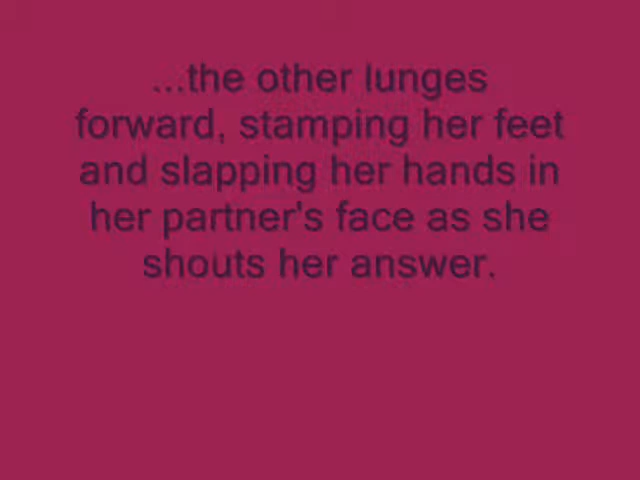 ...the other lunges
forward, stamping her feet
and slapping her hands in
her partner's face as she
shouts her answer.